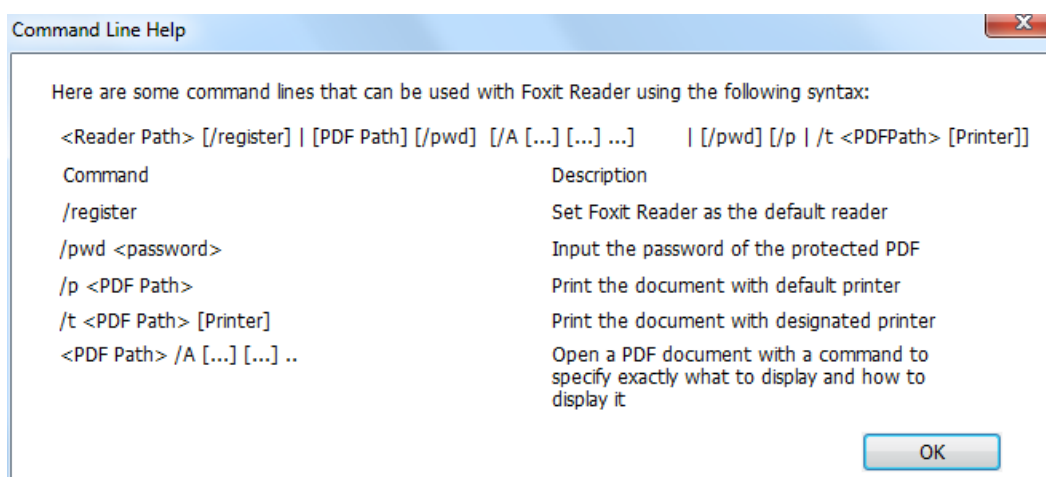 Command Line Help
Here are some command lines that can be used with Foxit Reader using the following syntax:
<Reader Path> [/register] | [PDF Path] [/pwd] [/A [...] [...] ...] | [/pwd] [/p | /t <PDFPath> [Printer]]
Command Description
/register Set Foxit Reader as the default reader
/pwd <password> Input the password of the protected PDF
/p <PDF Path> Print the document with default printer
/t <PDF Path> [Printer] Print the document with designated printer
<PDF Path> /A [...] [...] .. Open a PDF document with a command to
specify exactly what to display and how to
display it
OK